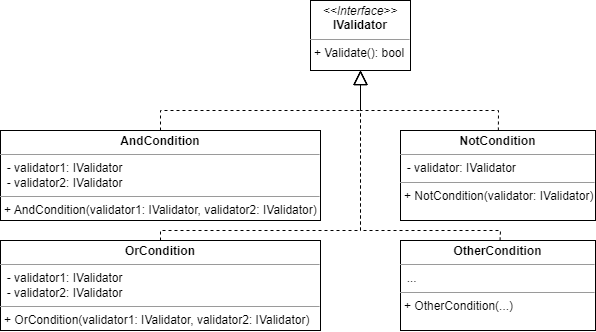 <<Interface>>
IValidator
+ Validate(): bool
AndCondition
- validator1: IValidator
- validator2: IValidator
+ AndCondition(validator1: IValidator, validator2: IValidator)
NotCondition
- validator: IValidator
+ NotCondition(validator: IValidator)
OrCondition
- validator1: IValidator
- validator2: IValidator
+ OrCondition(validator1: IValidator, validator2: IValidator)
OtherCondition
...
+ OtherCondition(...)